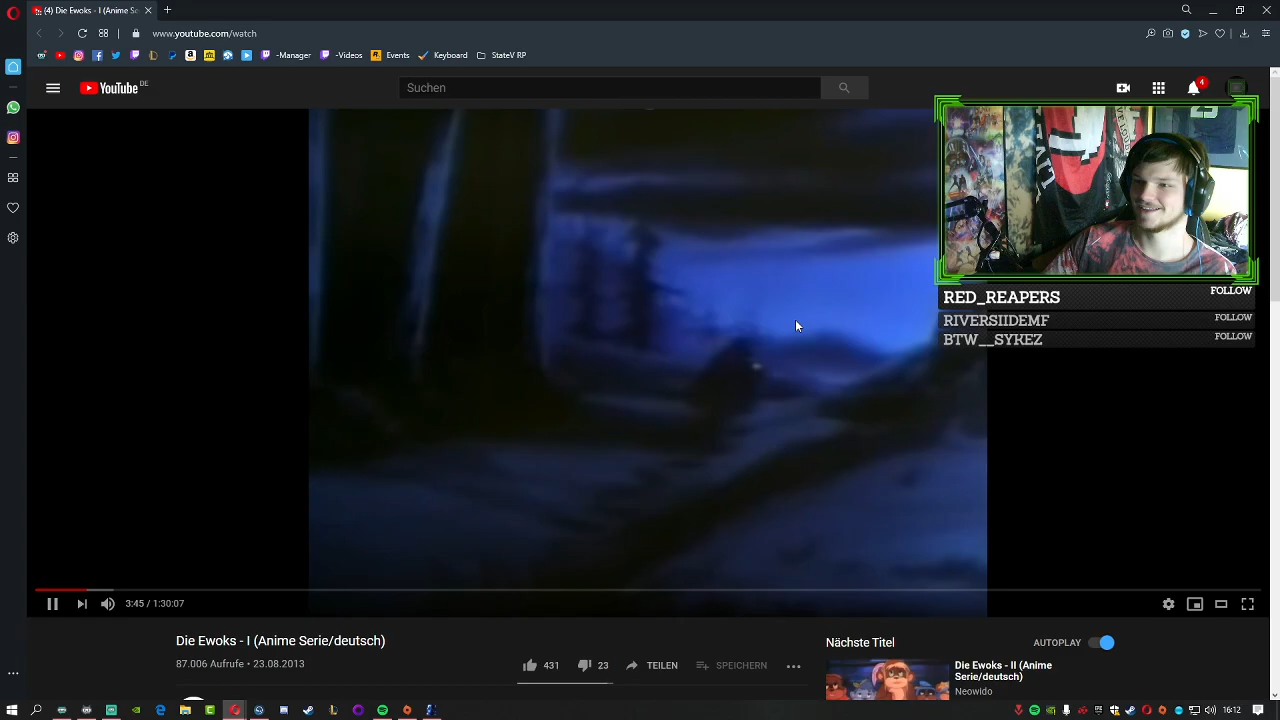 (4) Die Ewoks - I (Anime Se
www.youtube.com/watch
-Manager -Videos Events Keyboard StateV RP
YouTube DE
Suchen
4
RED_REAPERS FOLLOW
RIVERSIIDEMF FOLLOW
BTW__SYKEZ FOLLOW
3:45 / 1:30:07
Die Ewoks - I (Anime Serie/deutsch)
87.006 Aufrufe • 23.08.2013
431 23 TEILEN SPEICHERN
Nächste Titel AUTOPLAY
Die Ewoks - II (Anime
Serie/deutsch)
Neowido
16:12